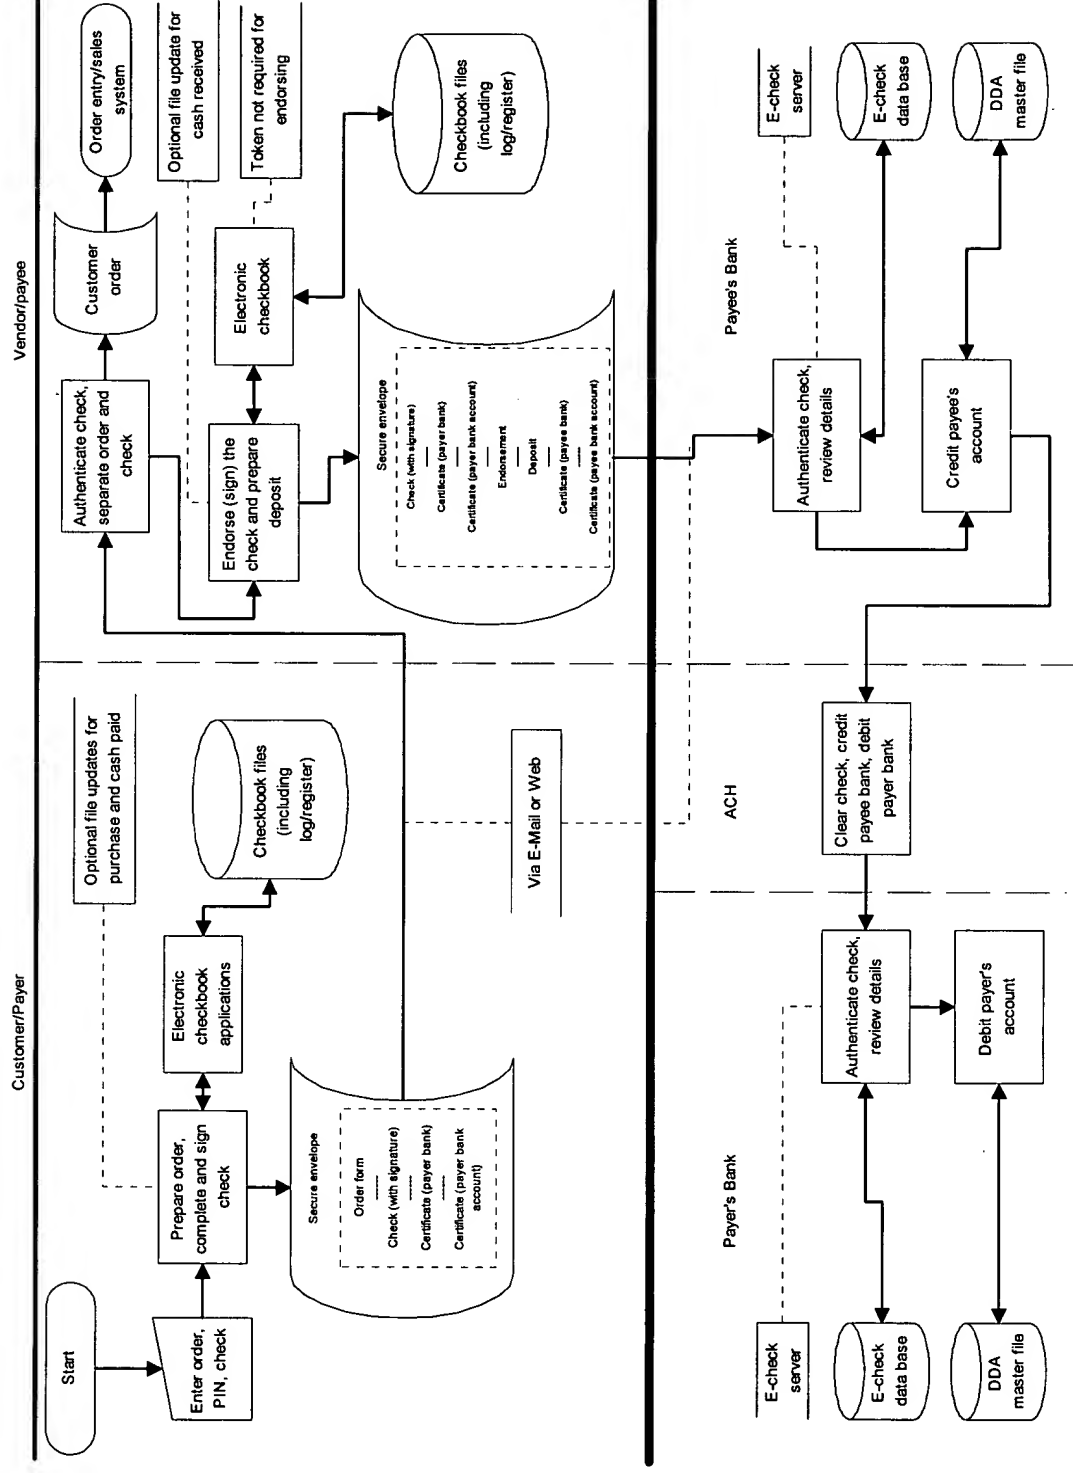 Customer/Payer
Vendor/payee
Start
Enter order,
PIN, check
Prepare order,
complete and sign
check
Electronic
checkbook
applications
Optional file updates for
purchase and cash paid
Checkbook files
(including
log/register)
Secure envelope
Order form
Check (with signature)
Certificate (payer bank)
Certificate (payer bank
account)
Via E-Mail or Web
Authenticate check,
separate order and
check
Customer
order
Order entry/sales
system
Optional file update for
cash received
Token not required for
endorsing
Endorse (sign) the
check and prepare
deposit
Electronic
checkbook
Checkbook files
(including
log/register)
Secure envelope
Check (with signature)
Certificate (payer bank)
Certificate (payer bank account)
Endorsement
Deposit
Certificate (payee bank)
Certificate (payee bank account)
Payer's Bank
ACH
Payee's Bank
E-check
server
E-check
data base
DDA
master file
Authenticate check,
review details
Debit payer's
account
Clear check, credit
payee bank, debit
payer bank
Authenticate check,
review details
Credit payee's
account
E-check
server
E-check
data base
DDA
master file